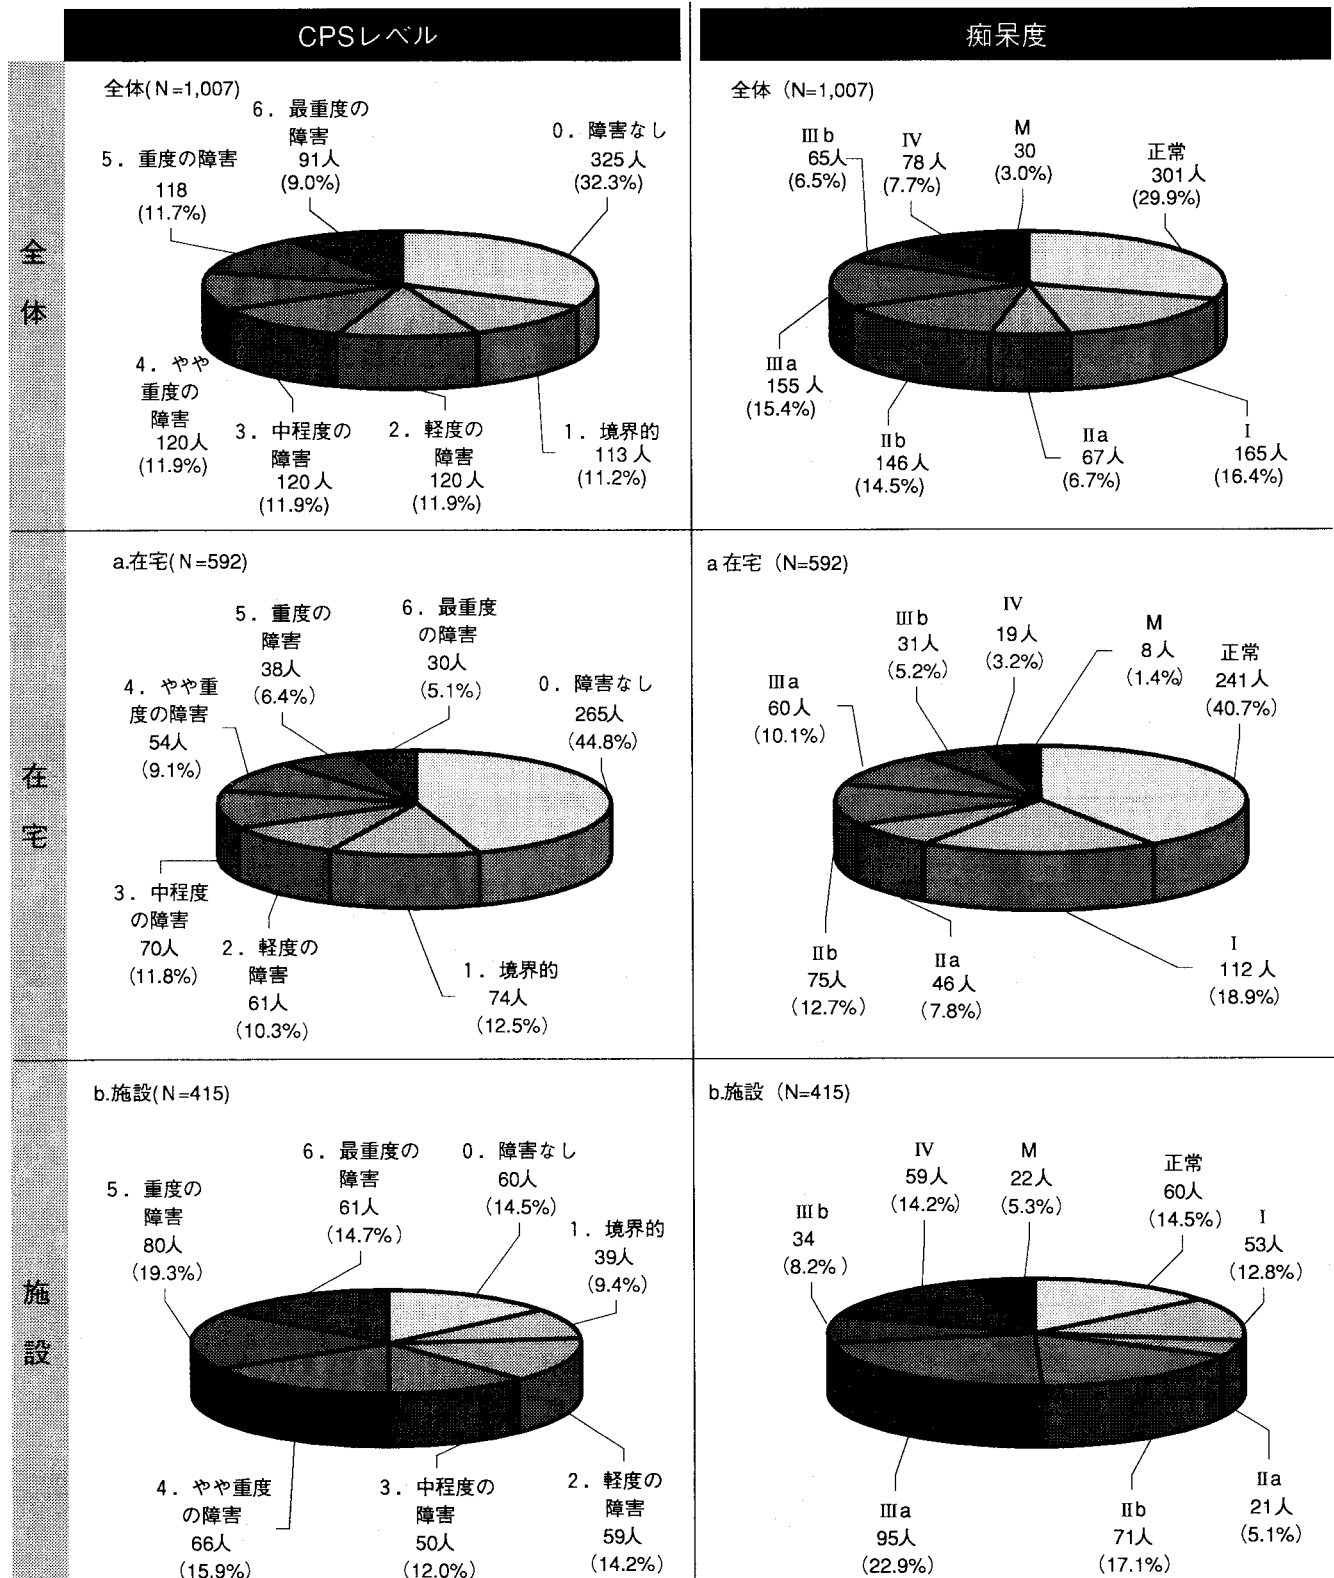 CPSレベル
痴呆度
全体
全体(N=1,007)
6．最重度の
障害
91人
(9.0%)
0．障害なし
325人
(32.3%)
5．重度の障害
118
(11.7%)
4．やや
重度の
障害
120人
(11.9%)
3．中程度の
障害
120人
(11.9%)
2．軽度の
障害
120人
(11.9%)
1．境界的
113人
(11.2%)
全体（N=1,007)
Ⅲb
65人
(6.5%)
Ⅳ
78人
(7.7%)
M
30
(3.0%)
正常
301人
(29.9%)
Ⅲa
155人
(15.4%)
Ⅱb
146人
(14.5%)
Ⅱa
67人
(6.7%)
I
165人
(16.4%)
在宅
a.在宅(N=592)
5．重度の
障害
38人
(6.4%)
6．最重度
の障害
30人
(5.1%)
0．障害なし
265人
(44.8%)
4．やや重
度の障害
54人
(9.1%)
3．中程度
の障害
70人
(11.8%)
2．軽度の
障害
61人
(10.3%)
1．境界的
74人
(12.5%)
a在宅（N=592)
Ⅲb
31人
(5.2%)
Ⅳ
19人
(3.2%)
M
8人
(1.4%)
正常
241人
(40.7%)
Ⅲa
60人
(10.1%)
Ⅱb
75人
(12.7%)
Ⅱa
46人
(7.8%)
I
112人
(18.9%)
施設
b.施設(N=415)
6．最重度の
障害
61人
(14.7%)
0．障害なし
60人
(14.5%)
5．重度の
障害
80人
(19.3%)
1．境界的
39人
(9.4%)
4．やや重度
の障害
66人
(15.9%)
3．中程度の
障害
50人
(12.0%)
2．軽度の
障害
59人
(14.2%)
b.施設（N=415)
Ⅳ
59人
(14.2%)
M
22人
(5.3%)
正常
60人
(14.5%)
Ⅲb
34
(8.2%)
I
53人
(12.8%)
Ⅲa
95人
(22.9%)
Ⅱb
71人
(17.1%)
Ⅱa
21人
(5.1%)